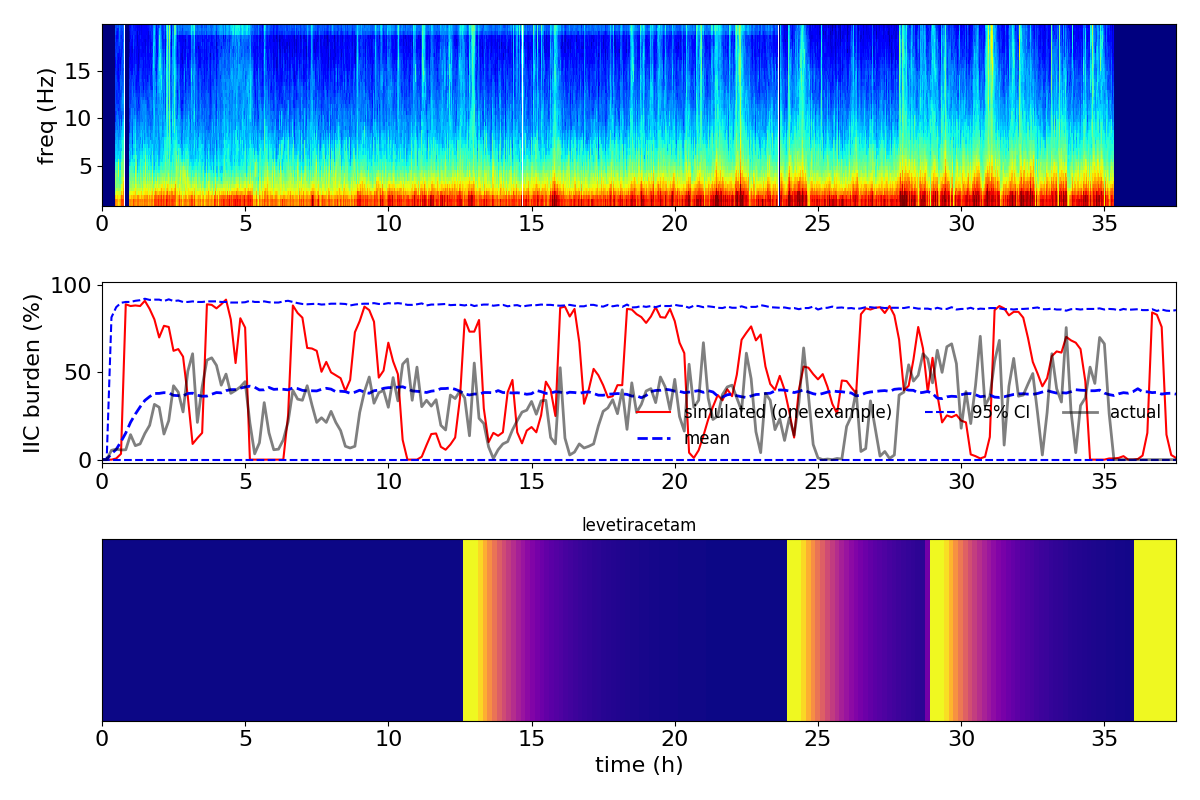 freq (Hz)
15
10
5
0 5 10 15 20 25 30 35
IIC burden (%)
100
50
0
simulated (one example) 95% CI actual
mean
0 5 10 15 20 25 30 35
levetiracetam
0 5 10 15 20 25 30 35
time (h)